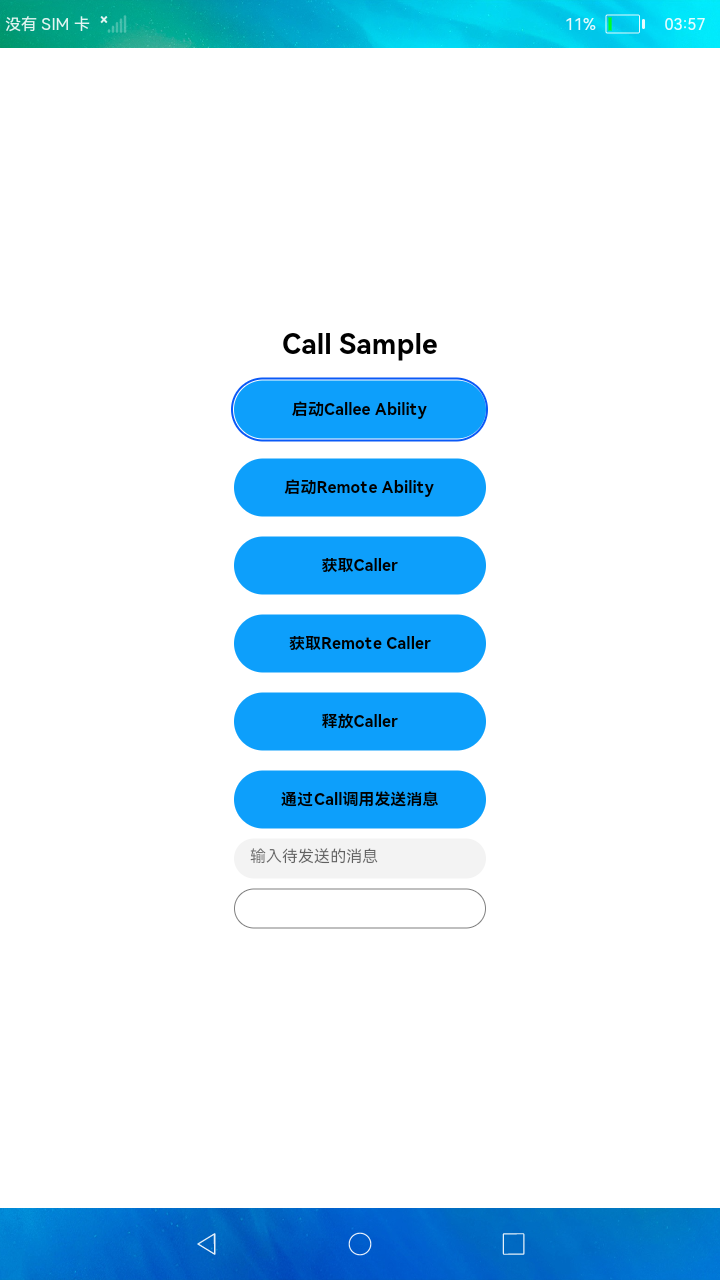 没有 SIM 卡
11%
03:57
Call Sample
启动Callee Ability
启动Remote Ability
获取Caller
获取Remote Caller
释放Caller
通过Call调用发送消息
输入待发送的消息